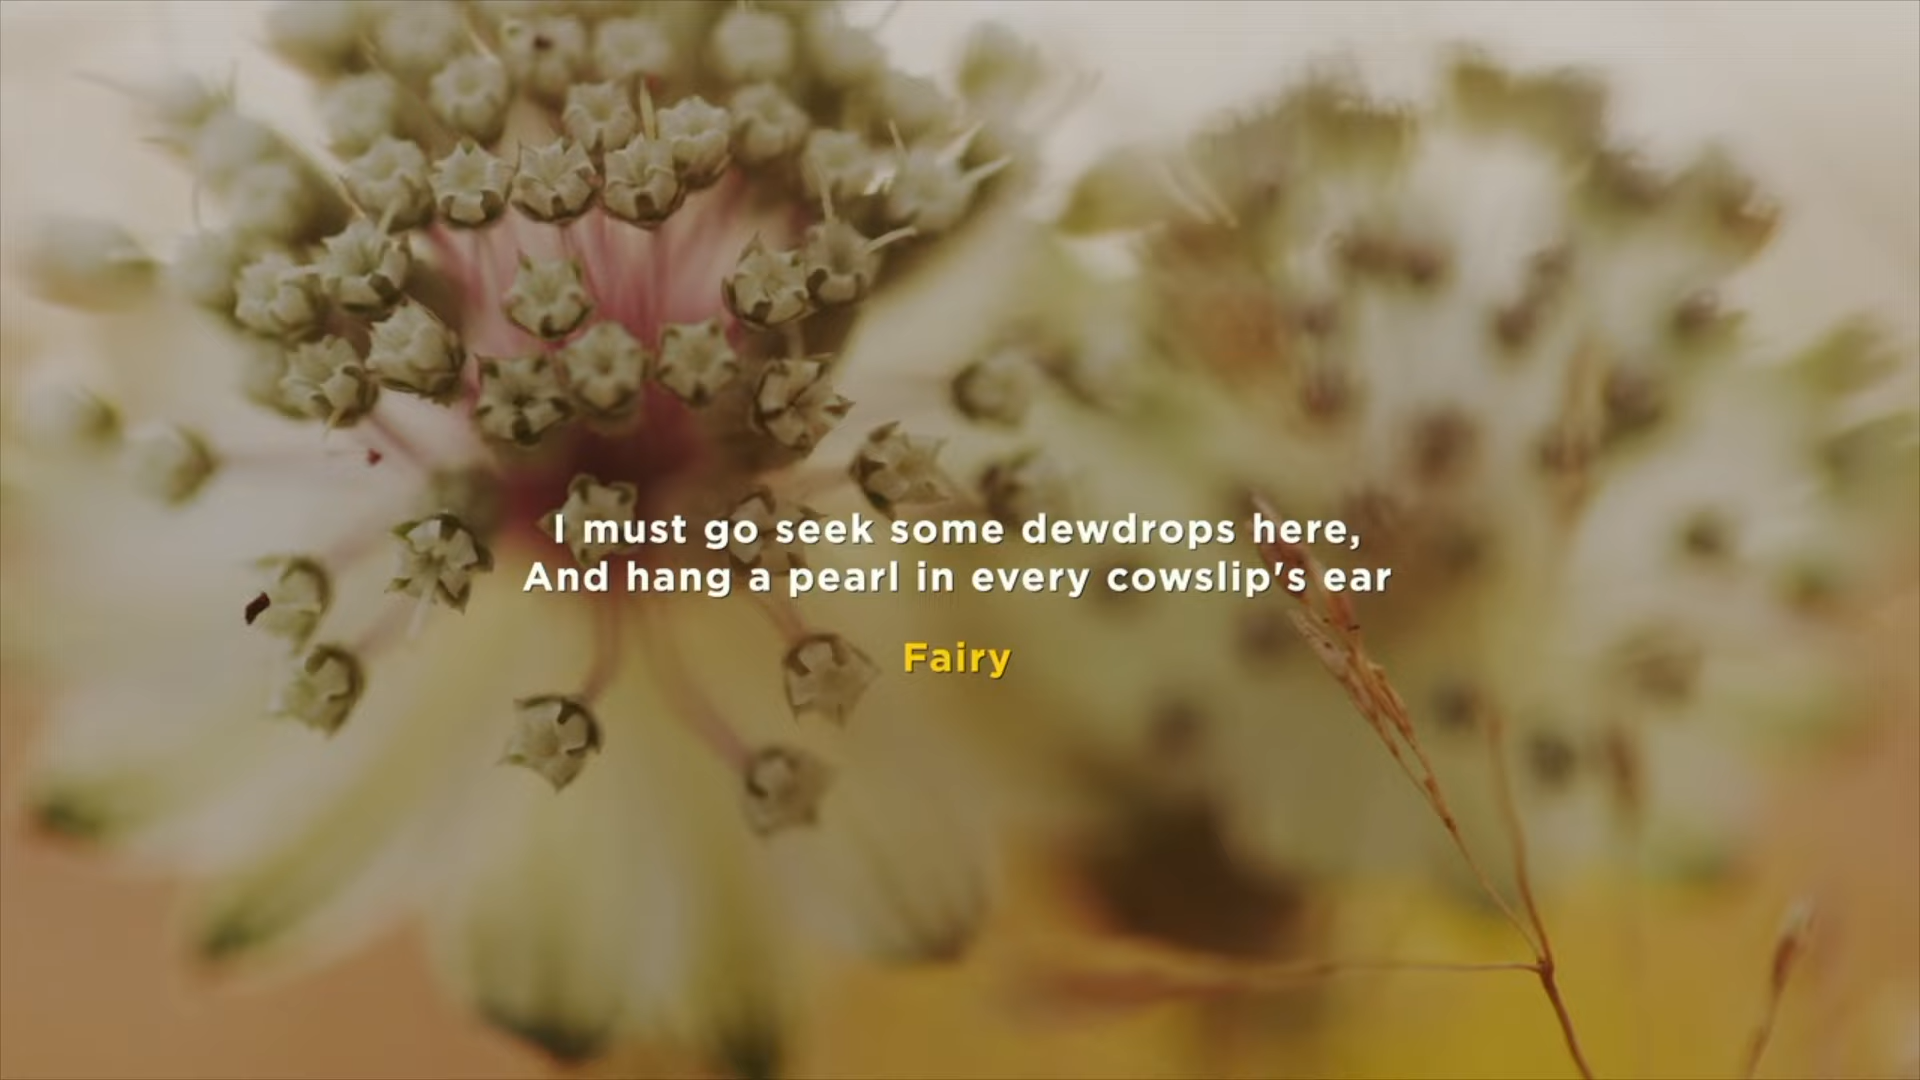 I must go seek some dewdrops here,
And hang a pearl in every cowslip's ear
Fairy